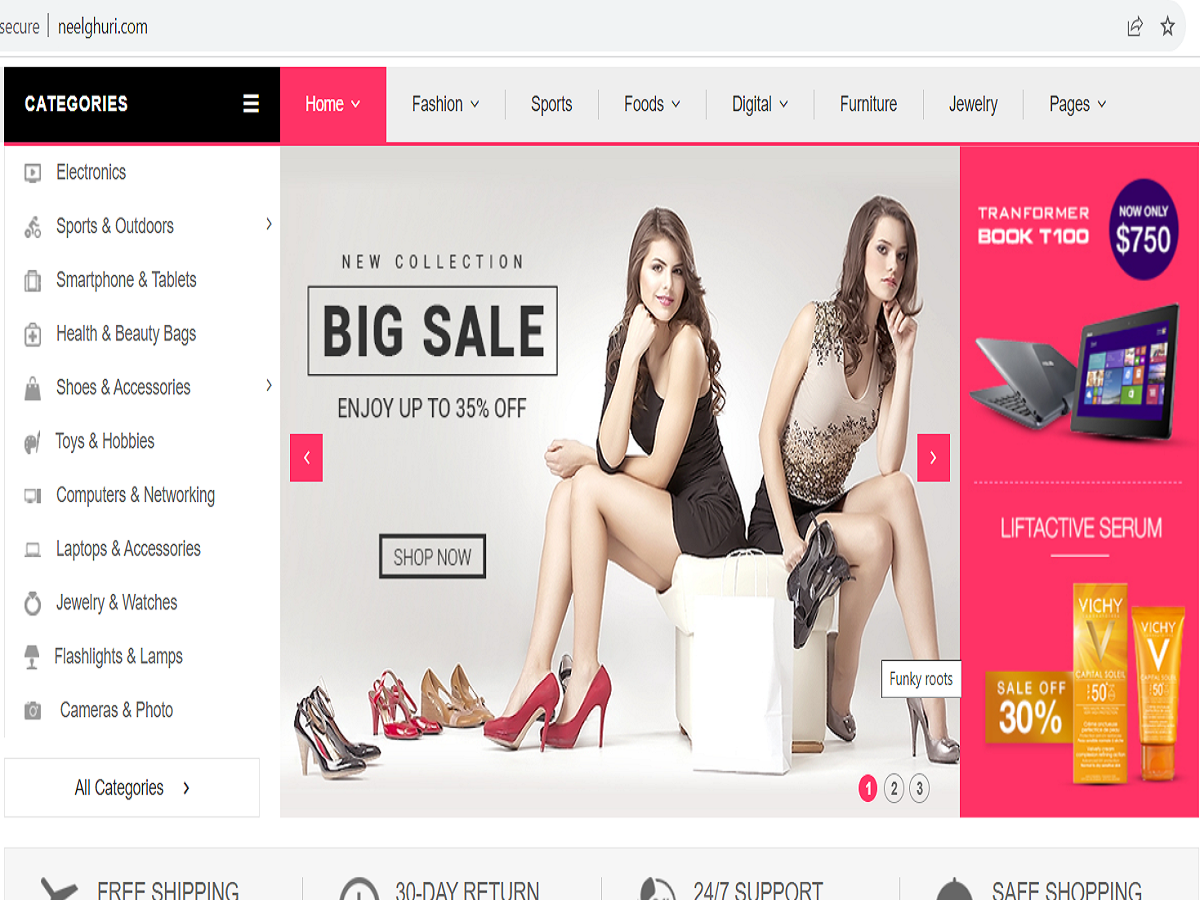 secure | neelghuri.com
CATEGORIES
Home
Fashion
Sports
Foods
Digital
Furniture
Jewelry
Pages
Electronics
Sports & Outdoors
Smartphone & Tablets
Health & Beauty Bags
Shoes & Accessories
Toys & Hobbies
Computers & Networking
Laptops & Accessories
Jewelry & Watches
Flashlights & Lamps
Cameras & Photo
All Categories
NEW COLLECTION
BIG SALE
ENJOY UP TO 35% OFF
SHOP NOW
Funky roots
1 2 3
TRANFORMER
BOOK T100
NOW ONLY
$750
LIFTACTIVE SERUM
SALE OFF
30%
VICHY
CAPITAL SOLEIL
50+
VICHY
CAPITAL SOLEIL
50+
FREE SHIPPING
30-DAY RETURN
24/7 SUPPORT
SAFE SHOPPING